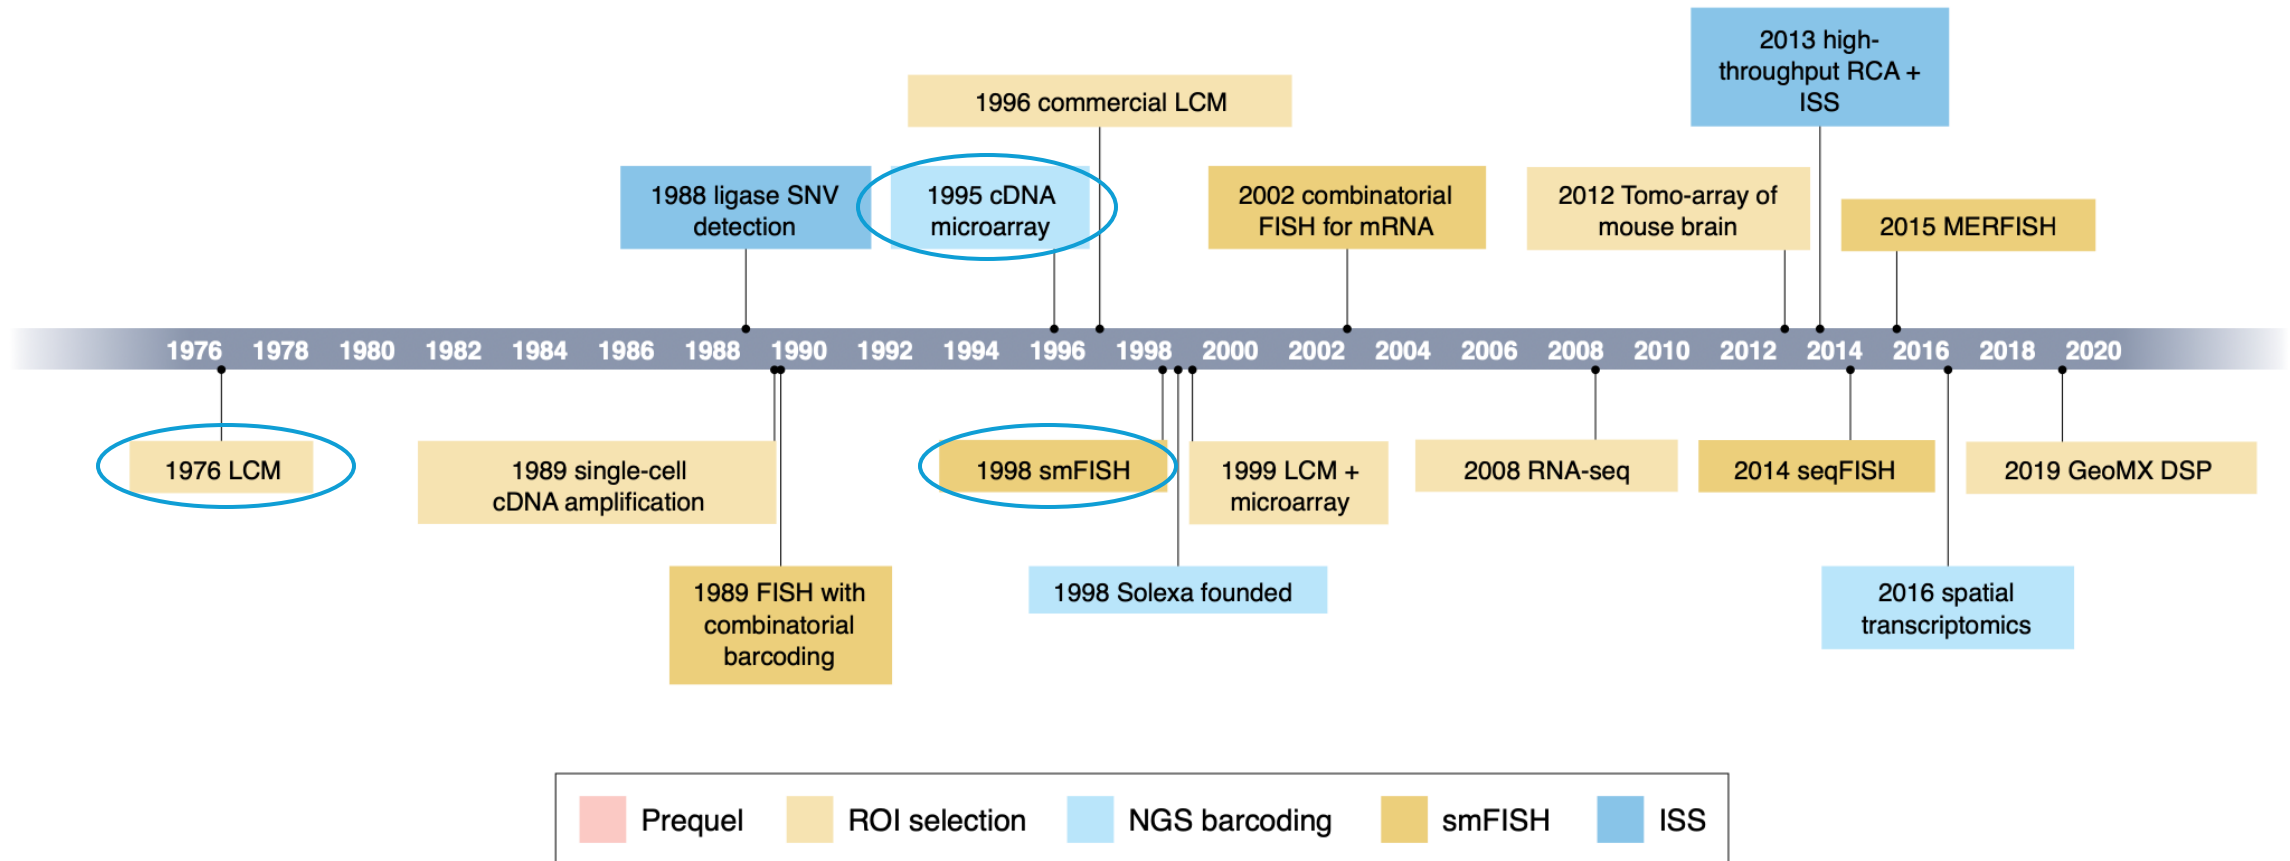 2013 high-
throughput RCA +
ISS
1996 commercial LCM
1988 ligase SNV
detection
1995 cDNA
microarray
2002 combinatorial
FISH for mRNA
2012 Tomo-array of
mouse brain
2015 MERFISH
1976 1978 1980 1982 1984 1986 1988 1990 1992 1994 1996 1998 2000 2002 2004 2006 2008 2010 2012 2014 2016 2018 2020
1976 LCM
1989 single-cell
cDNA amplification
1998 smFISH
1999 LCM +
microarray
2008 RNA-seq
2014 seqFISH
2019 GeoMX DSP
1989 FISH with
combinatorial
barcoding
1998 Solexa founded
2016 spatial
transcriptomics
Prequel ROI selection NGS barcoding smFISH ISS